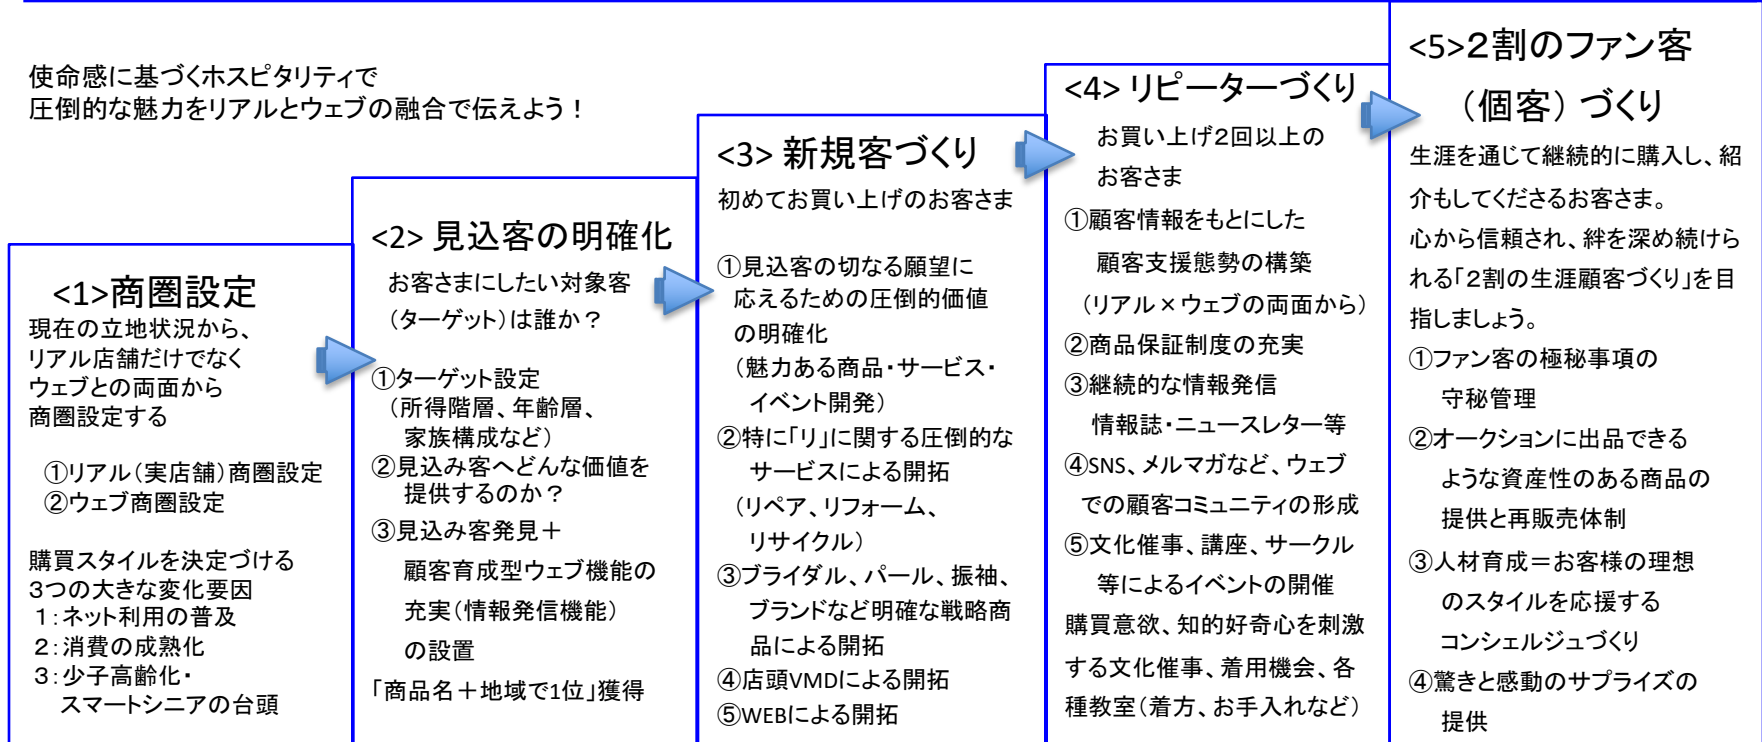 使命感に基づくホスピタリティで
圧倒的な魅力をリアルとウェブの融合で伝えよう！
<1>商圏設定
現在の立地状況から、
リアル店舗だけでなく
ウェブとの両面から
商圏設定する
①リアル（実店舗）商圏設定
②ウェブ商圏設定
購買スタイルを決定づける
３つの大きな変化要因
１：ネット利用の普及
２：消費の成熟化
３：少子高齢化・
スマートシニアの台頭
<2> 見込客の明確化
お客さまにしたい対象客
（ターゲット）は誰か？
①ターゲット設定
（所得階層、年齢層、
家族構成など）
②見込み客へどんな価値を
提供するのか？
③見込み客発見＋
顧客育成型ウェブ機能の
充実（情報発信機能）
の設置
「商品名＋地域で1位」獲得
<3> 新規客づくり
初めてお買い上げのお客さま
①見込客の切なる願望に
応えるための圧倒的価値
の明確化
（魅力ある商品・サービス・
イベント開発）
②特に「リ」に関する圧倒的な
サービスによる開拓
（リペア、リフォーム、
リサイクル）
③ブライダル、パール、振袖、
ブランドなど明確な戦略商
品による開拓
④店頭VMDによる開拓
⑤WEBによる開拓
<4> リピーターづくり
お買い上げ２回以上の
お客さま
①顧客情報をもとにした
顧客支援態勢の構築
（リアル×ウェブの両面から）
②商品保証制度の充実
③継続的な情報発信
情報誌・ニュースレター等
④SNS、メルマガなど、ウェブ
での顧客コミュニティの形成
⑤文化催事、講座、サークル
等によるイベントの開催
購買意欲、知的好奇心を刺激
する文化催事、着用機会、各
種教室（着方、お手入れなど）
<5>２割のファン客
（個客）づくり
生涯を通じて継続的に購入し、紹
介もしてくださるお客さま。
心から信頼され、絆を深め続けら
れる「２割の生涯顧客づくり」を目
指しましょう。
①ファン客の極秘事項の
守秘管理
②オークションに出品できる
ような資産性のある商品の
提供と再販売体制
③人材育成＝お客様の理想
のスタイルを応援する
コンシェルジュづくり
④驚きと感動のサプライズの
提供